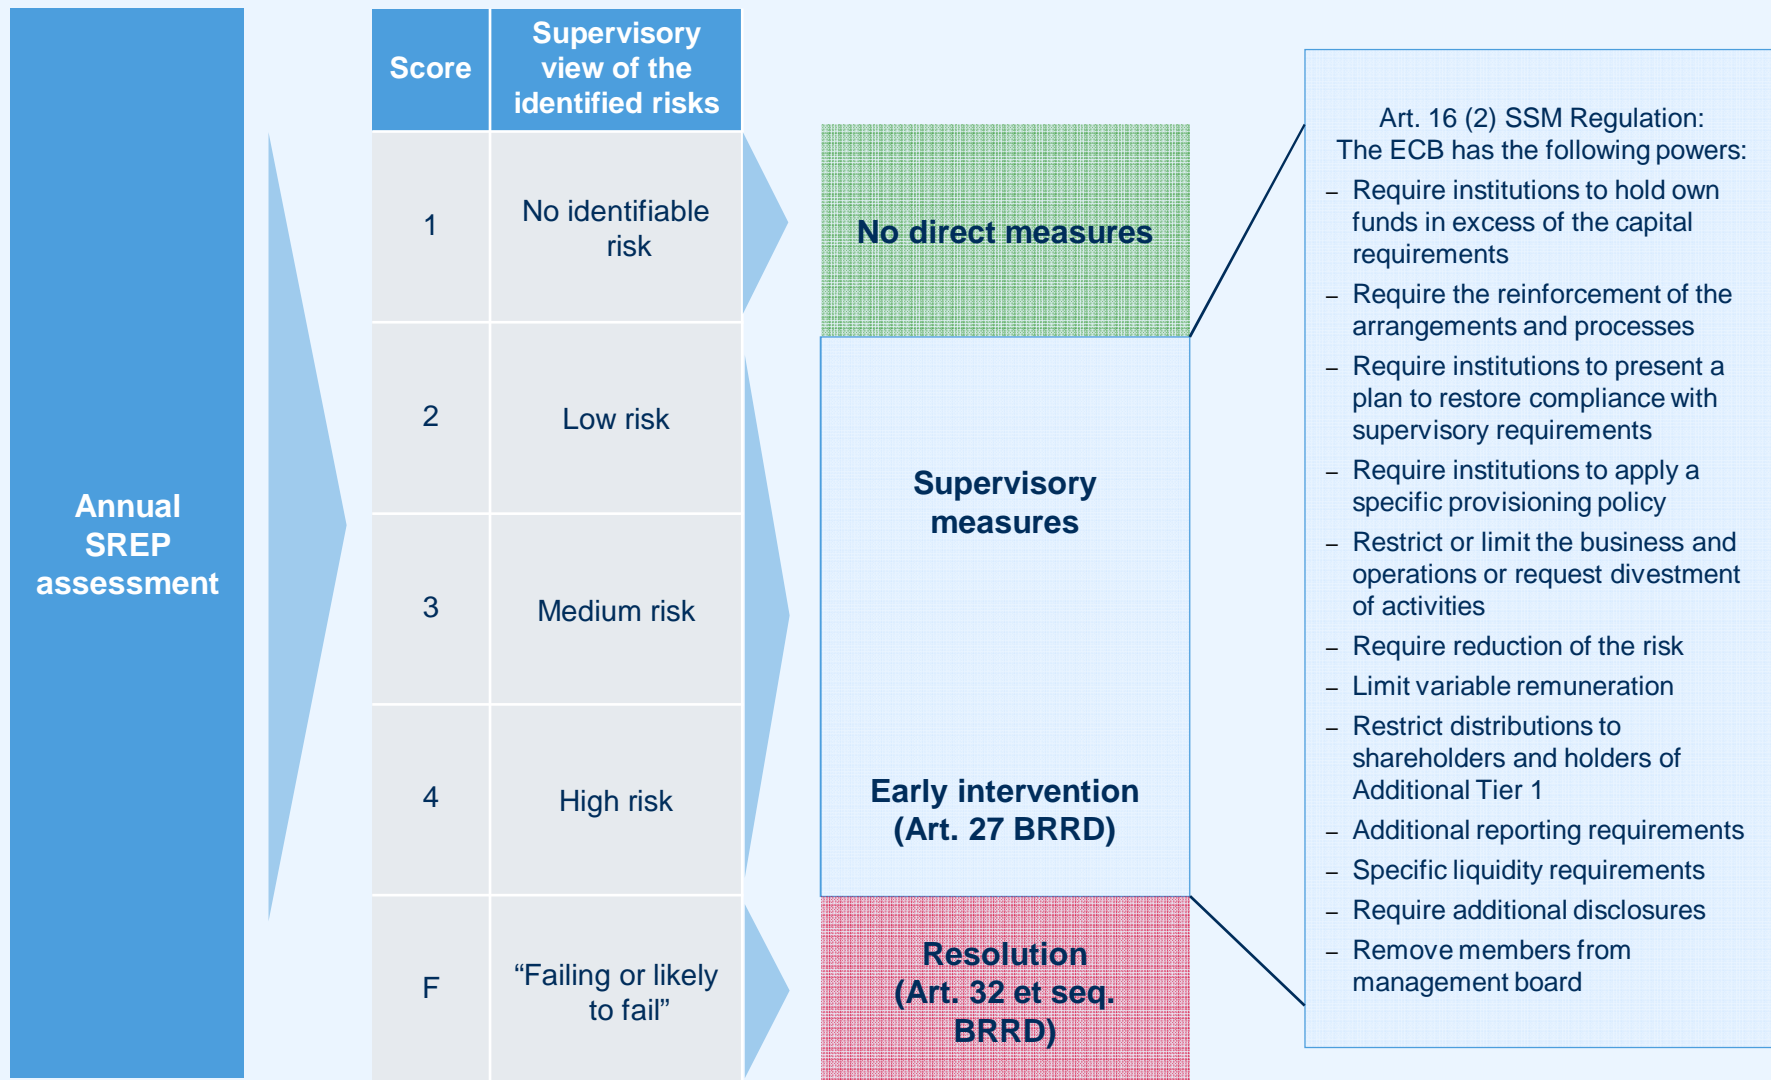 Annual
SREP
assessment
Score
Supervisory
view of the
identified risks
1
No identifiable
risk
2
Low risk
3
Medium risk
4
High risk
F
“Failing or likely
to fail”
No direct measures
Supervisory
measures
Early intervention
(Art. 27 BRRD)
Resolution
(Art. 32 et seq.
BRRD)
Art. 16 (2) SSM Regulation:
The ECB has the following powers:
– Require institutions to hold own
funds in excess of the capital
requirements
– Require the reinforcement of the
arrangements and processes
– Require institutions to present a
plan to restore compliance with
supervisory requirements
– Require institutions to apply a
specific provisioning policy
– Restrict or limit the business and
operations or request divestment
of activities
– Require reduction of the risk
– Limit variable remuneration
– Restrict distributions to
shareholders and holders of
Additional Tier 1
– Additional reporting requirements
– Specific liquidity requirements
– Require additional disclosures
– Remove members from
management board